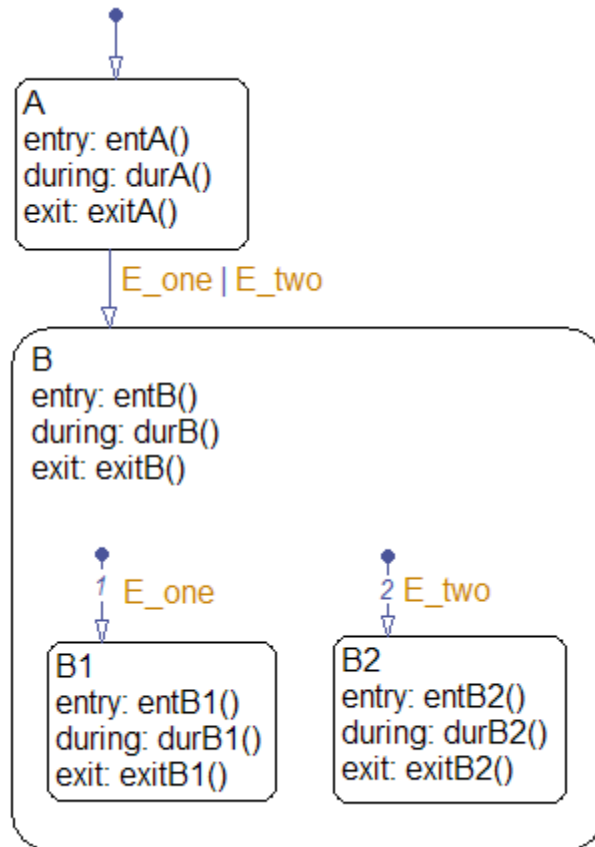 A
entry: entA()
during: durA()
exit: exitA()
E_one | E_two
B
entry: entB()
during: durB()
exit: exitB()
1 E_one
2 E_two
B1
entry: entB1()
during: durB1()
exit: exitB1()
B2
entry: entB2()
during: durB2()
exit: exitB2()